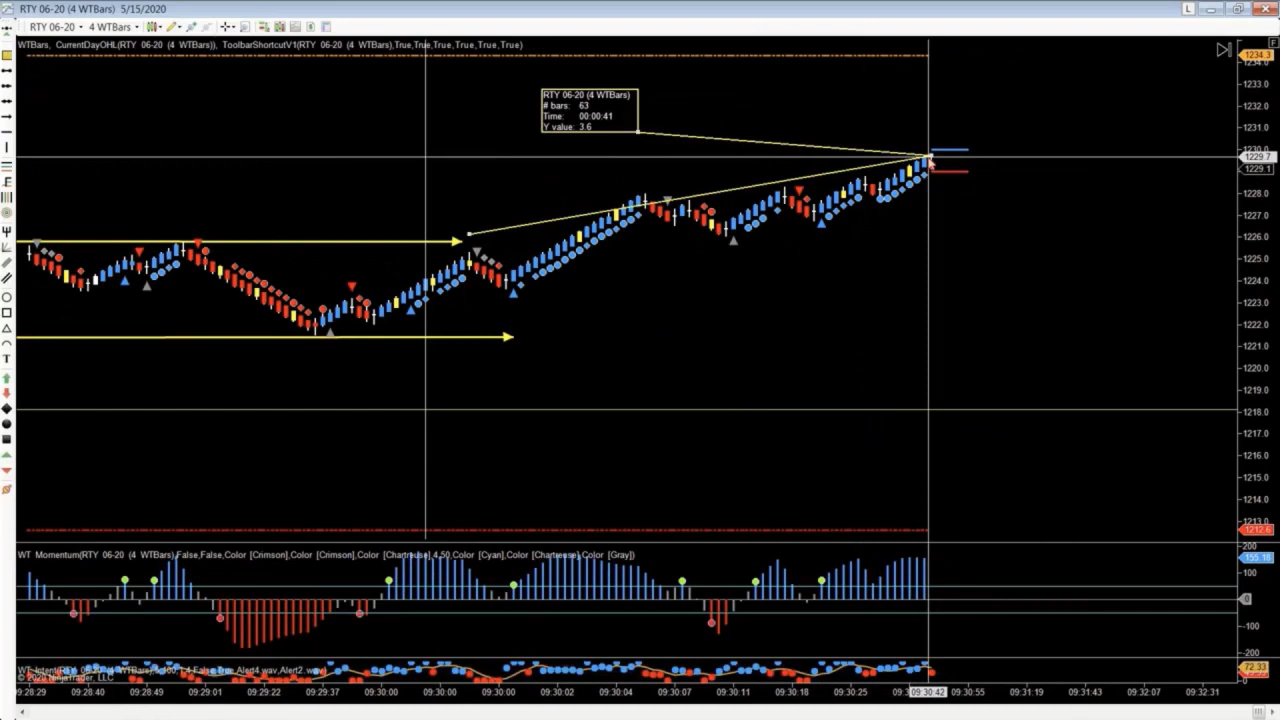 RTY 06-20 (4 WTBars) 5/15/2020
L
RTY 06-20 4 WTBars
WTBars, CurrentDayOHL(RTY 06-20 (4 WTBars)), ToolbarShortcutV1(RTY 06-20 (4 WTBars),True,True,True,True,True,True)
F
T
RTY 06-20 (4 WTBars)
# bars: 63
Time: 00:00:41
Y value: 3.6
1234.3
1234.0
1233.0
1232.0
1231.0
1230.0
1229.7
1229.1
1228.0
1227.0
1226.0
1225.0
1224.0
1223.0
1222.0
1221.0
1220.0
1219.0
1218.0
1217.0
1216.0
1215.0
1214.0
1213.0
1212.6
WT Momentum(RTY 06-20 (4 WTBars),False,False,Color [Crimson],Color [Crimson],Color [Chartreuse],4,50,Color [Cyan],Color [Chartreuse],Color [Gray])
200
155.18
100
0
-100
-200
72.33
© 2020 NinjaTrader, LLC
09:28:29 09:28:40 09:28:49 09:29:01 09:29:22 09:29:37 09:30:00 09:30:00 09:30:00 09:30:02 09:30:04 09:30:07 09:30:11 09:30:18 09:30:25 09:30:42 09:30:55 09:31:19 09:31:43 09:32:07 09:32:31